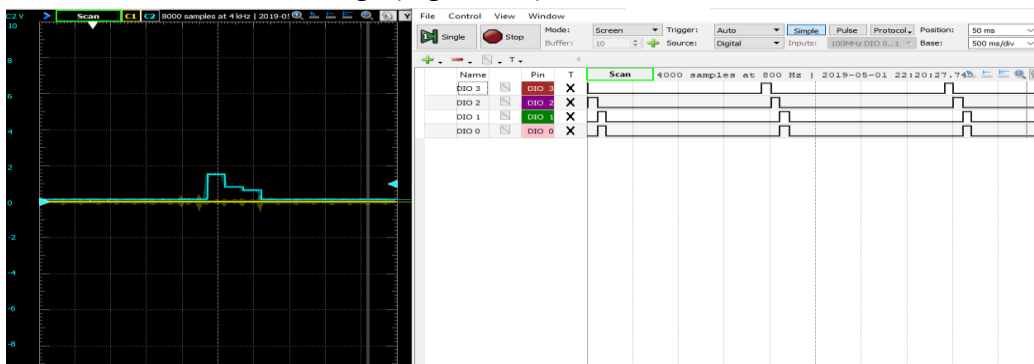 C2 V
Scan C1 C2 8000 samples at 4 kHz | 2019-0 Y
10
8
6
4
2
0
-2
-4
-6
-8
File Control View Window
Single Stop Mode: Screen Trigger: Auto Simple Pulse Protocol Position: 50 ms
Buffer: 10 Source: Digital Inputs: 100MHz DIO 0..1 Base: 500 ms/div
T
Name Pin T Scan 4000 samples at 800 Hz | 2019-05-01 22:20:27.74
DIO 3 DIO 3 X
DIO 2 DIO 2 X
DIO 1 DIO 1 X
DIO 0 DIO 0 X